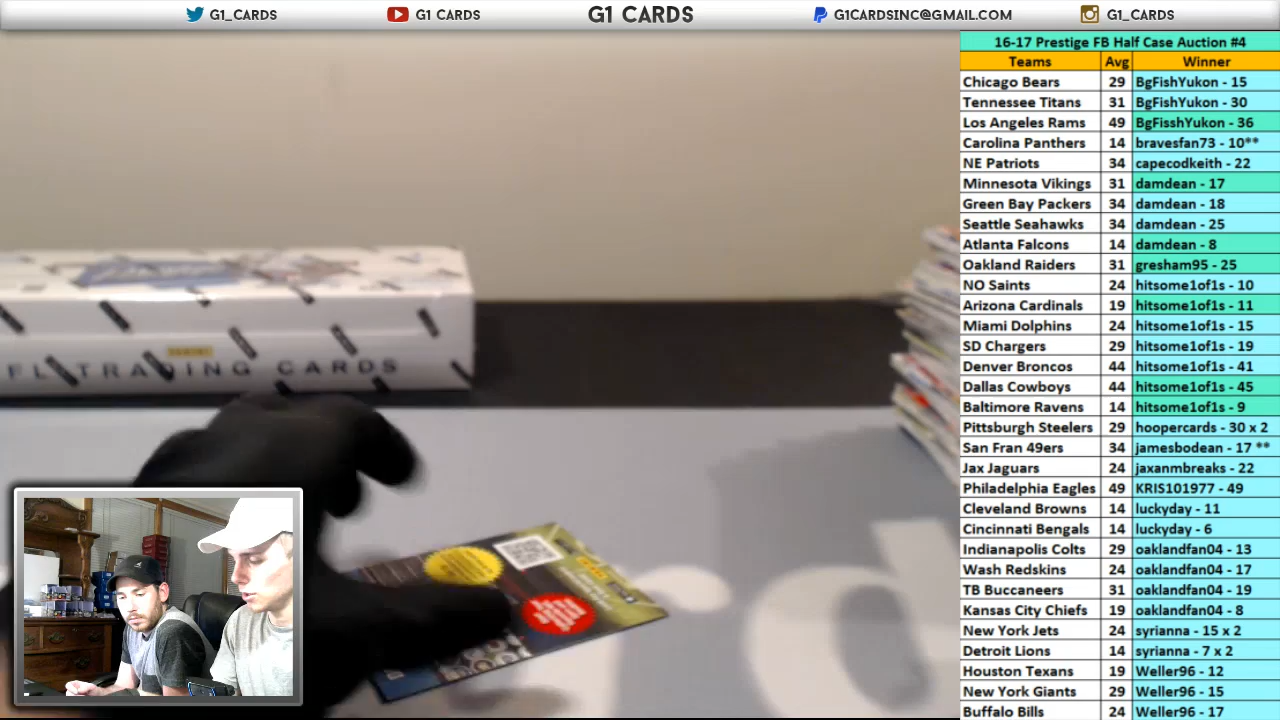 G1_CARDS G1 CARDS G1 CARDS G1CARDSINC@GMAIL.COM G1_CARDS
16-17 Prestige FB Half Case Auction #4
Teams Avg Winner
Chicago Bears 29 BgFishYukon - 15
Tennessee Titans 31 BgFishYukon - 30
Los Angeles Rams 49 BgFisshYukon - 36
Carolina Panthers 14 bravesfan73 - 10**
NE Patriots 34 capecodkeith - 22
Minnesota Vikings 31 damdean - 17
Green Bay Packers 34 damdean - 18
Seattle Seahawks 34 damdean - 25
Atlanta Falcons 14 damdean - 8
Oakland Raiders 31 gresham95 - 25
NO Saints 24 hitsome1of1s - 10
Arizona Cardinals 19 hitsome1of1s - 11
Miami Dolphins 24 hitsome1of1s - 15
SD Chargers 29 hitsome1of1s - 19
Denver Broncos 44 hitsome1of1s - 41
Dallas Cowboys 44 hitsome1of1s - 45
Baltimore Ravens 14 hitsome1of1s - 9
Pittsburgh Steelers 29 hoopercards - 30 x 2
San Fran 49ers 34 jamesbodean - 17 **
Jax Jaguars 24 jaxanmbreaks - 22
Philadelphia Eagles 49 KRIS101977 - 49
Cleveland Browns 14 luckyday - 11
Cincinnati Bengals 14 luckyday - 6
Indianapolis Colts 29 oaklandfan04 - 13
Wash Redskins 24 oaklandfan04 - 17
TB Buccaneers 31 oaklandfan04 - 19
Kansas City Chiefs 19 oaklandfan04 - 8
New York Jets 24 syrianna - 15 x 2
Detroit Lions 14 syrianna - 7 x 2
Houston Texans 19 Weller96 - 12
New York Giants 29 Weller96 - 15
Buffalo Bills 24 Weller96 - 17
PANINI
FL TRADING CARDS